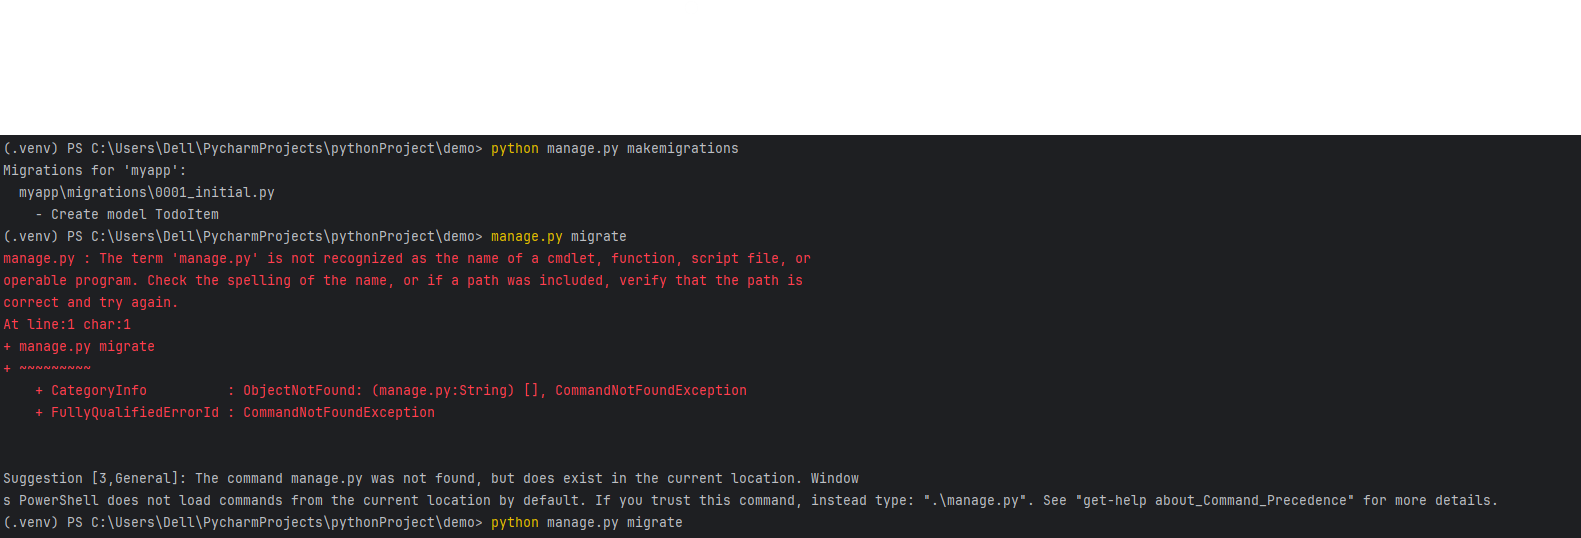 (.venv) PS C:\Users\Dell\PycharmProjects\pythonProject\demo> python manage.py makemigrations
Migrations for 'myapp':
  myapp\migrations\0001_initial.py
    - Create model TodoItem
(.venv) PS C:\Users\Dell\PycharmProjects\pythonProject\demo> manage.py migrate
manage.py : The term 'manage.py' is not recognized as the name of a cmdlet, function, script file, or
operable program. Check the spelling of the name, or if a path was included, verify that the path is
correct and try again.
At line:1 char:1
+ manage.py migrate
+ ~~~~~~~~~
    + CategoryInfo          : ObjectNotFound: (manage.py:String) [], CommandNotFoundException
    + FullyQualifiedErrorId : CommandNotFoundException
Suggestion [3,General]: The command manage.py was not found, but does exist in the current location. Window
s PowerShell does not load commands from the current location by default. If you trust this command, instead type: ".\manage.py". See "get-help about_Command_Precedence" for more details.
(.venv) PS C:\Users\Dell\PycharmProjects\pythonProject\demo> python manage.py migrate